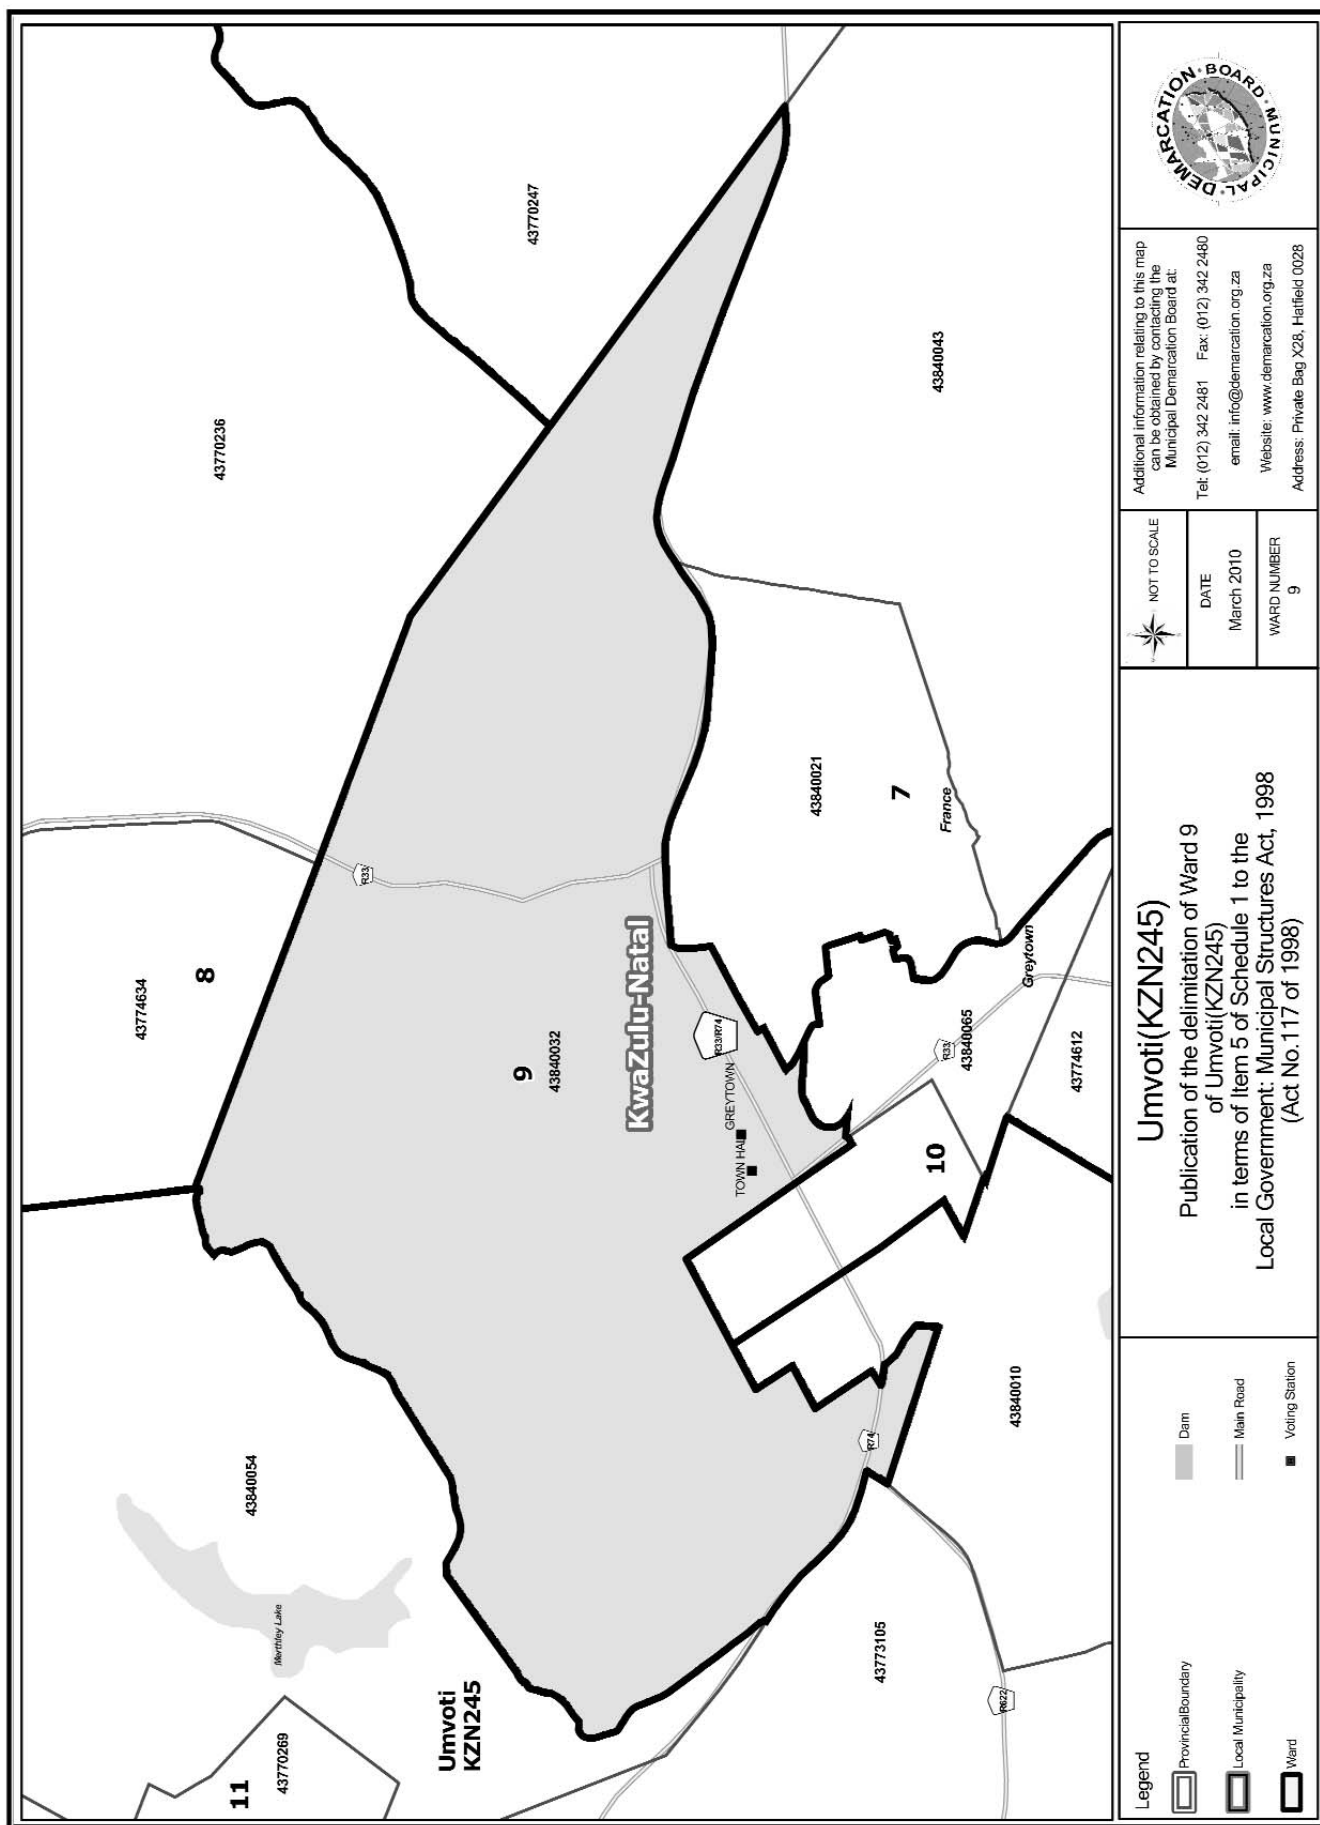 11
43770269
Umvoti
KZN245
Merthley Lake
43840054
43774634
8
43770236
43770247
R33
9
43840032
KwaZulu-Natal
TOWN HAL
GREYTOWN
R33/R74
43840021
7
France
43840043
R74
43773105
R622
43840010
10
R33
43840065
Greytown
43774612
Legend
ProvincialBoundary
Local Municipality
Ward
Dam
Main Road
Voting Station
Umvoti(KZN245)
Publication of the delimitation of Ward 9
of Umvoti(KZN245)
in terms of Item 5 of Schedule 1 to the
Local Government: Municipal Structures Act, 1998
(Act No.117 of 1998)
NOT TO SCALE
DATE
March 2010
WARD NUMBER
9
Additional information relating to this map
can be obtained by contacting the
Municipal Demarcation Board at:
Tel: (012) 342 2481 Fax: (012) 342 2480
email: info@demarcation.org.za
Website: www.demarcation.org.za
Address: Private Bag X28, Hatfield 0028
MUNICIPAL DEMARCATION BOARD